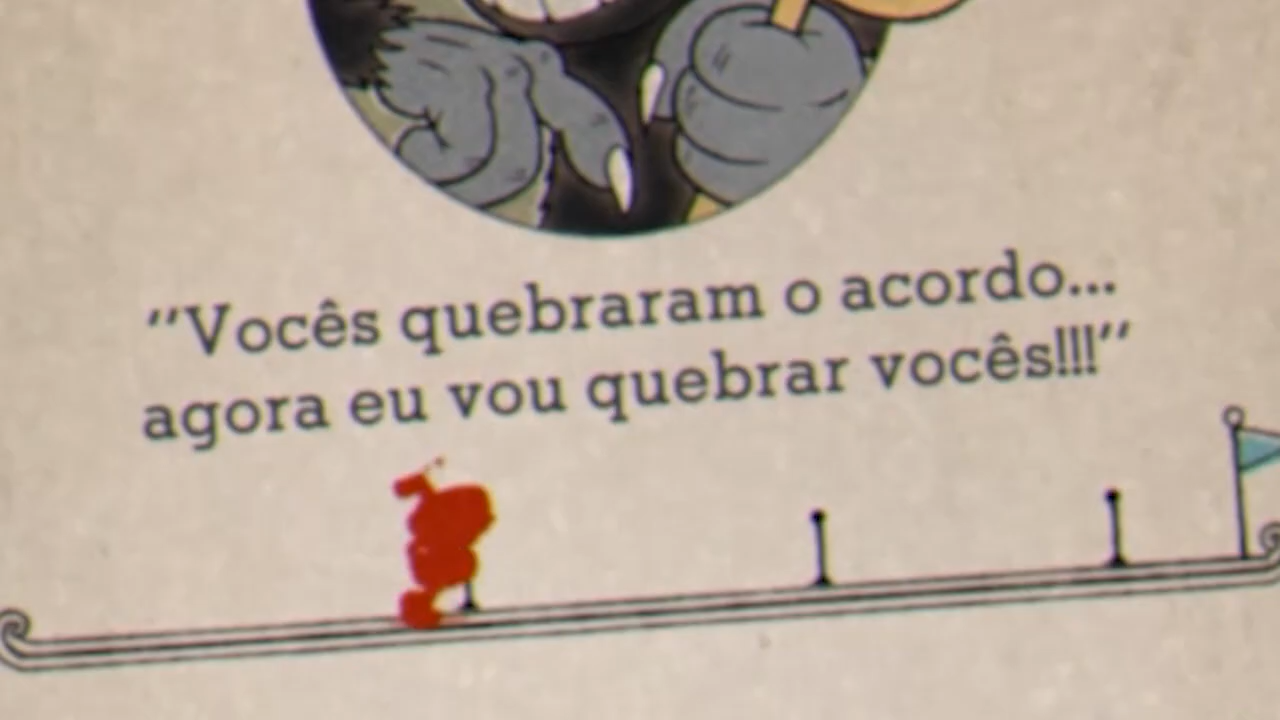 “Vocês quebraram o acordo...
agora eu vou quebrar vocês!!!”